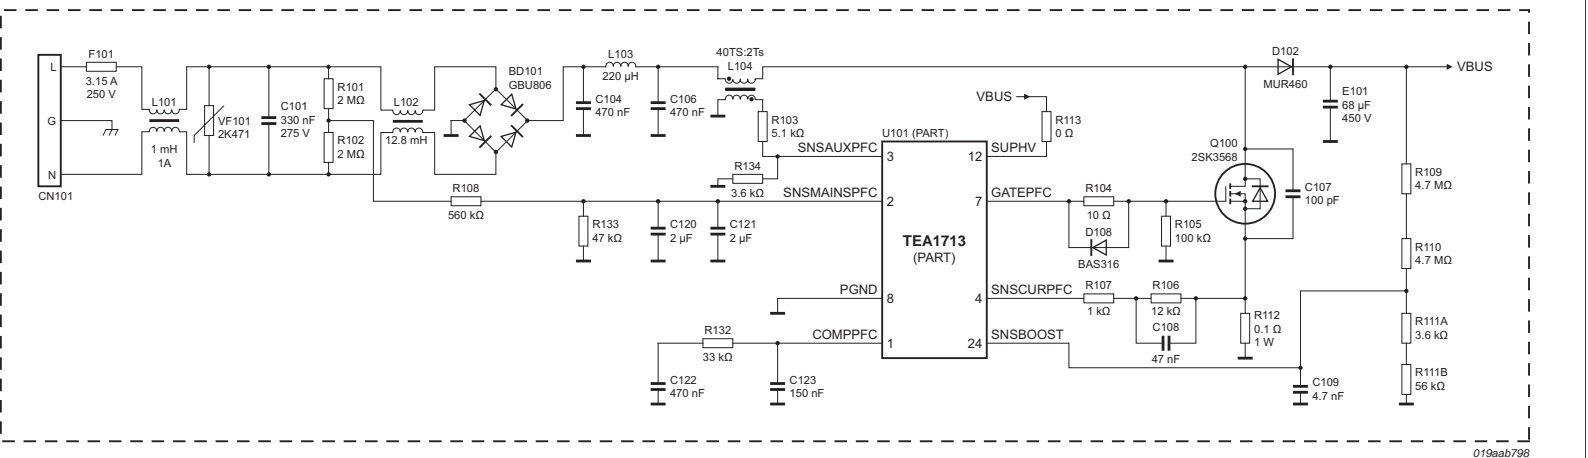 L
G
N
CN101
F101
3.15 A
250 V
L101
1 mH
1A
VF101
2K471
C101
330 nF
275 V
R101
2 MΩ
R102
2 MΩ
L102
12.8 mH
BD101
GBU806
L103
220 μH
C104
470 nF
C106
470 nF
40TS:2Ts
L104
R103
5.1 kΩ
R134
3.6 kΩ
R108
560 kΩ
R133
47 kΩ
C120
2 μF
C121
2 μF
SNSAUXPFC
SNSMAINSPFC
PGND
COMPPFC
R132
33 kΩ
C122
470 nF
C123
150 nF
U101 (PART)
3
2
8
1
12
7
4
24
TEA1713
(PART)
VBUS
R113
0 Ω
SUPHV
GATEPFC
SNSCURPFC
SNSBOOST
R104
10 Ω
D108
BAS316
R105
100 kΩ
R107
1 kΩ
R106
12 kΩ
C108
47 nF
Q100
2SK3568
C107
100 pF
R112
0.1 Ω
1 W
D102
MUR460
E101
68 μF
450 V
VBUS
R109
4.7 MΩ
R110
4.7 MΩ
R111A
3.6 kΩ
R111B
56 kΩ
C109
4.7 nF
019aab798